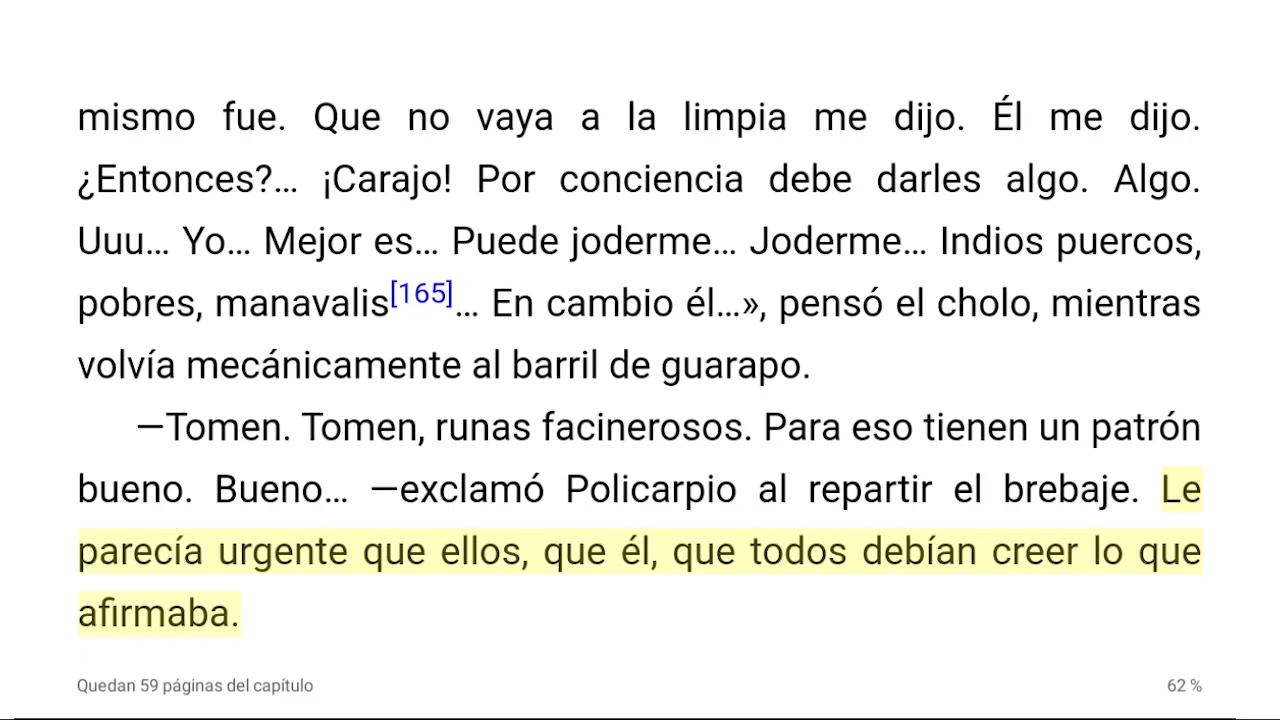 mismo fue. Que no vaya a la limpia me dijo. Él me dijo.
¿Entonces?… ¡Carajo! Por conciencia debe darles algo. Algo.
Uuu… Yo… Mejor es… Puede joderme… Joderme… Indios puercos,
pobres, manavalis[165]… En cambio él…», pensó el cholo, mientras
volvía mecánicamente al barril de guarapo.
—Tomen. Tomen, runas facinerosos. Para eso tienen un patrón
bueno. Bueno… —exclamó Policarpio al repartir el brebaje. Le
parecía urgente que ellos, que él, que todos debían creer lo que
afirmaba.
Quedan 59 páginas del capítulo
62 %